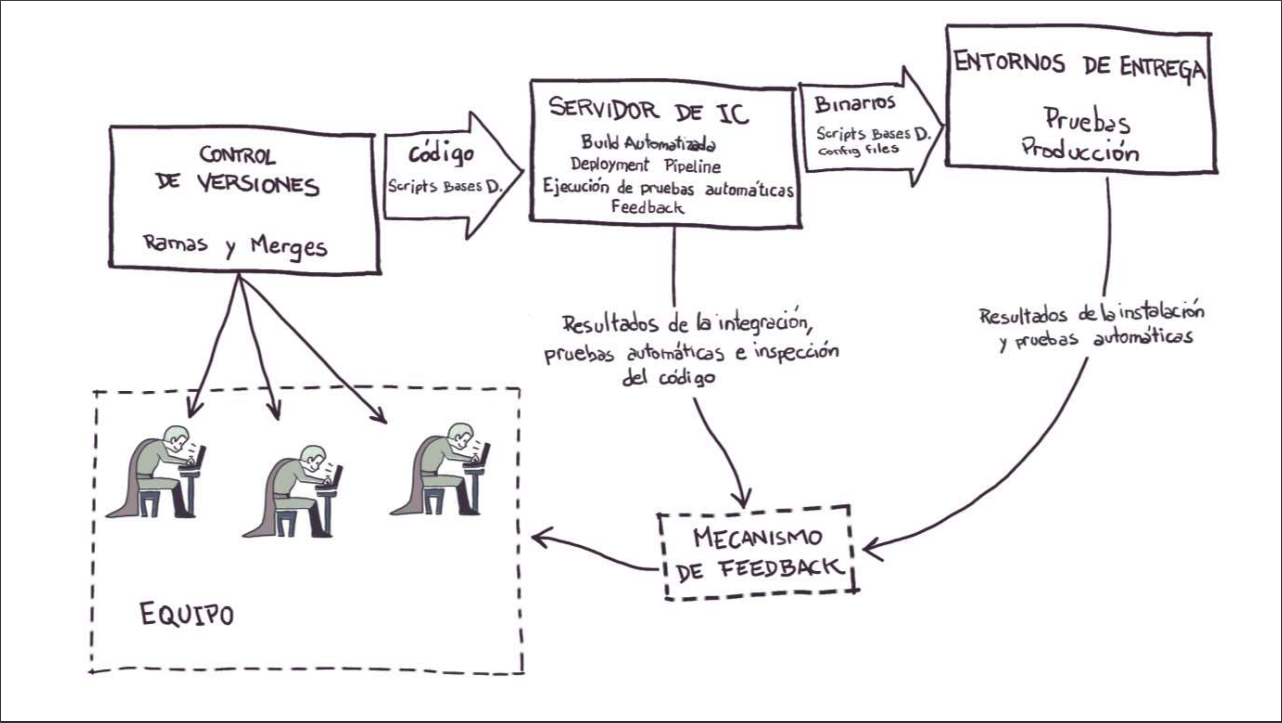 CONTROL
DE VERSIONES
Ramas y Merges
Código
Scripts Bases D.
SERVIDOR DE IC
Build Automatizada
Deployment Pipeline
Ejecución de pruebas automáticas
Feedback
Binarios
Scripts Bases D.
Config Files
ENTORNOS DE ENTREGA
Pruebas
Producción
Resultados de la integración,
pruebas automáticas e inspección
del código
Resultados de la instalación
y pruebas automáticas
MECANISMO
DE FEEDBACK
EQUIPO